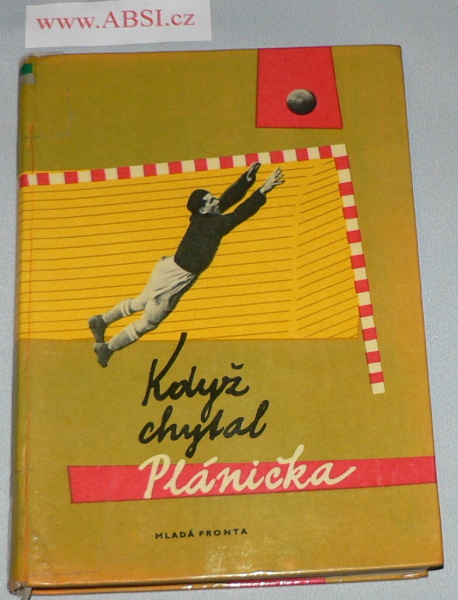 www.ABSI.cz
Když
chytal
Plánička
MLADÁ FRONTA